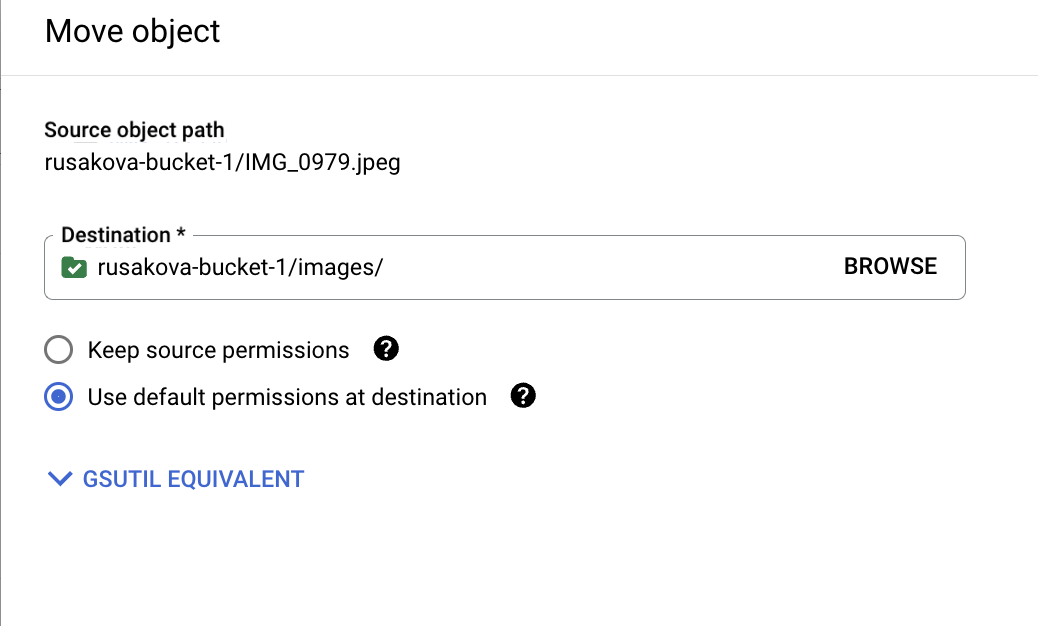 Move object
Source object path
rusakova-bucket-1/IMG_0979.jpeg
Destination *
rusakova-bucket-1/images/ BROWSE
Keep source permissions ?
Use default permissions at destination ?
GSUTIL EQUIVALENT